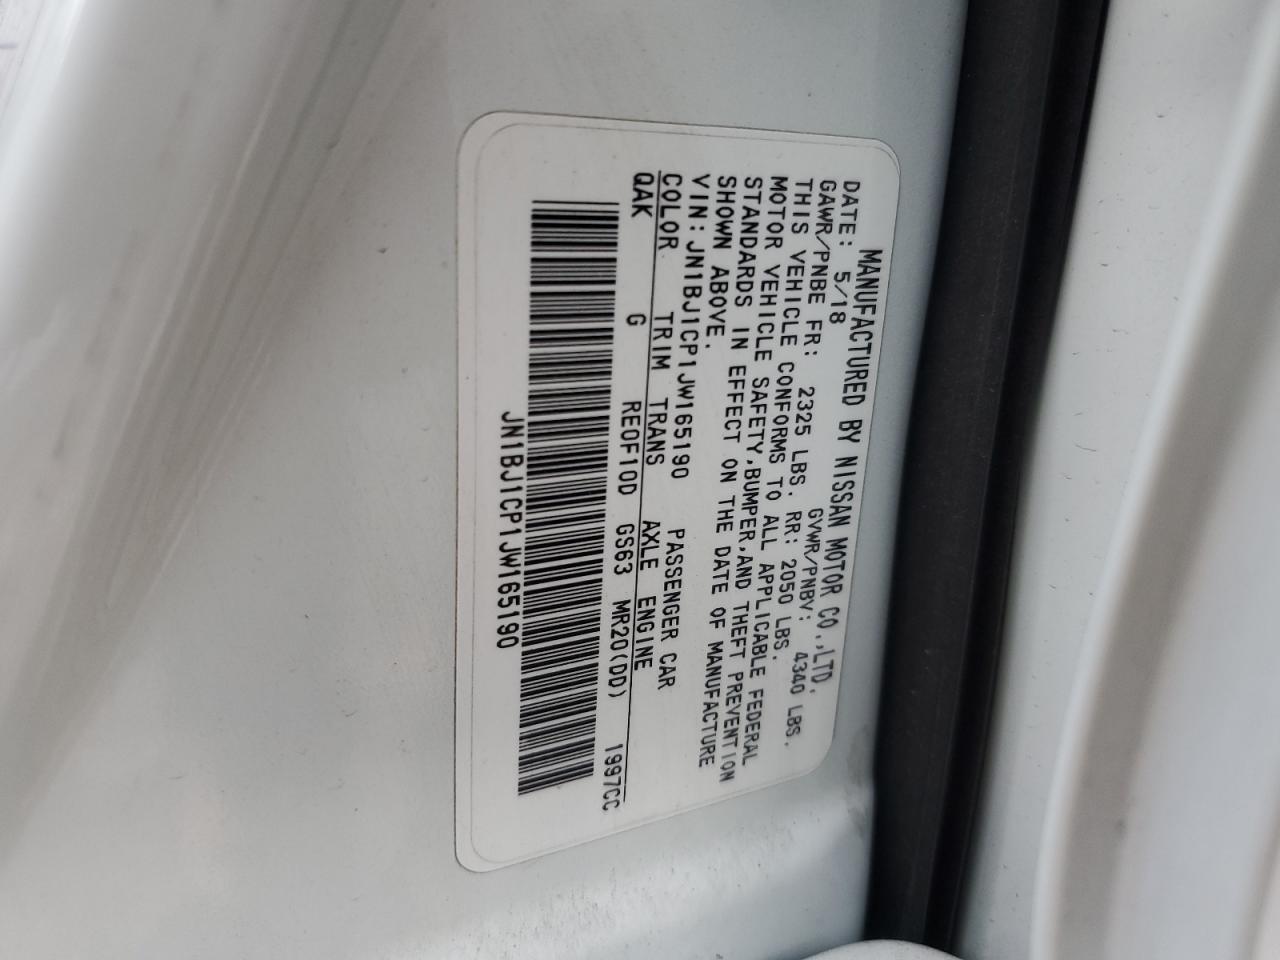 MANUFACTURED BY NISSAN MOTOR CO.,LTD.
DATE: 5/18 GVWR/PNBV: 4340 LBS.
GAWR/PNBE FR: 2325 LBS. RR: 2050 LBS.
THIS VEHICLE CONFORMS TO ALL APPLICABLE FEDERAL
MOTOR VEHICLE SAFETY,BUMPER,AND THEFT PREVENTION
STANDARDS IN EFFECT ON THE DATE OF MANUFACTURE
SHOWN ABOVE.
VIN:JN1BJ1CP1JW165190 PASSENGER CAR
COLOR TRIM TRANS AXLE ENGINE
QAK G RE0F10D GS63 MR20(DD) 1997CC
JN1BJ1CP1JW165190